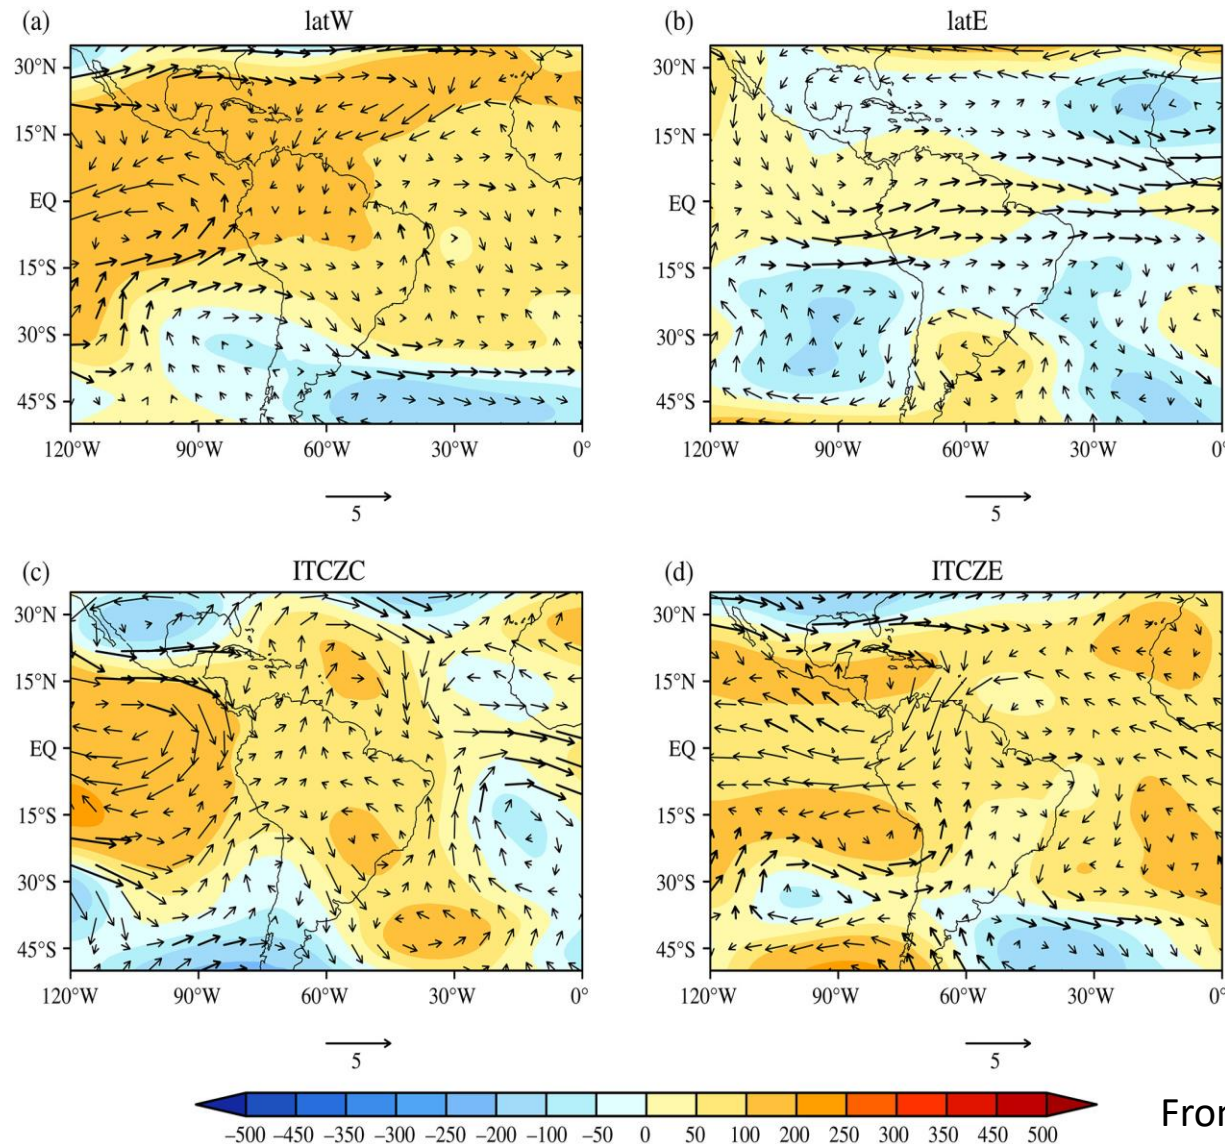 (a) latW
(b) latE
30°N 30°N
15°N 15°N
EQ EQ
15°S 15°S
30°S 30°S
45°S 45°S
120°W 90°W 60°W 30°W 0° 120°W 90°W 60°W 30°W 0°
5 5
(c) ITCZC
(d) ITCZE
30°N 30°N
15°N 15°N
EQ EQ
15°S 15°S
30°S 30°S
45°S 45°S
120°W 90°W 60°W 30°W 0° 120°W 90°W 60°W 30°W 0°
5 5
−500 −450 −350 −300 −250 −200 −100 −50 0 50 100 200 250 300 350 450 500